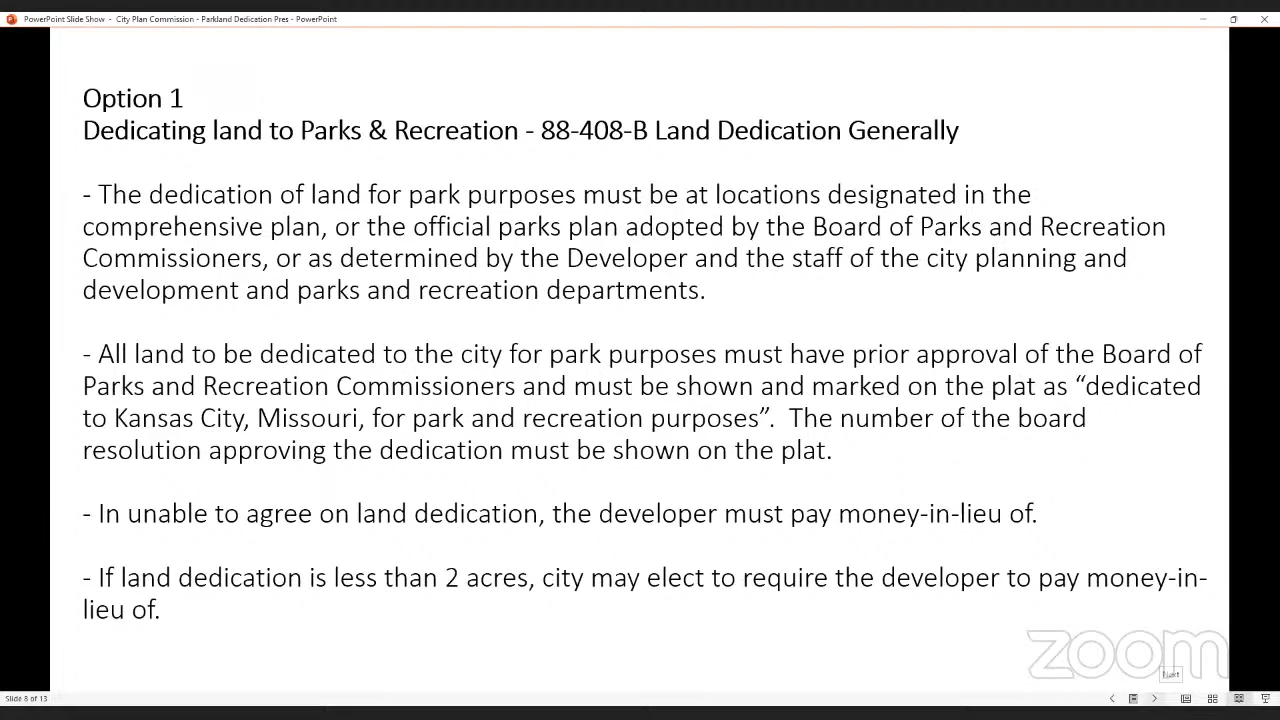 PowerPoint Slide Show - City Plan Commission - Parkland Dedication Pres - PowerPoint
Option 1
Dedicating land to Parks & Recreation - 88-408-B Land Dedication Generally
- The dedication of land for park purposes must be at locations designated in the
comprehensive plan, or the official parks plan adopted by the Board of Parks and Recreation
Commissioners, or as determined by the Developer and the staff of the city planning and
development and parks and recreation departments.
- All land to be dedicated to the city for park purposes must have prior approval of the Board of
Parks and Recreation Commissioners and must be shown and marked on the plat as “dedicated
to Kansas City, Missouri, for park and recreation purposes”. The number of the board
resolution approving the dedication must be shown on the plat.
- In unable to agree on land dedication, the developer must pay money-in-lieu of.
- If land dedication is less than 2 acres, city may elect to require the developer to pay money-in-
lieu of.
zoom
Next
Slide 8 of 13